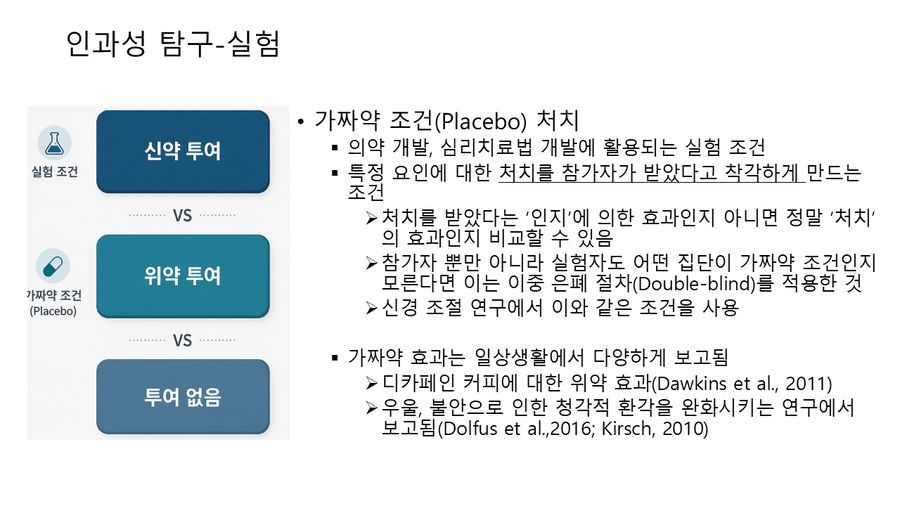 인과성 탐구-실험
실험 조건
신약 투여
VS
가짜약 조건
(Placebo)
위약 투여
VS
투여 없음
• 가짜약 조건(Placebo) 처치
▪ 의약 개발, 심리치료법 개발에 활용되는 실험 조건
▪ 특정 요인에 대한 처치를 참가자가 받았다고 착각하게 만드는
조건
➢처치를 받았다는 ‘인지’에 의한 효과인지 아니면 정말 ‘처치’
의 효과인지 비교할 수 있음
➢참가자 뿐만 아니라 실험자도 어떤 집단이 가짜약 조건인지
모른다면 이는 이중 은폐 절차(Double-blind)를 적용한 것
➢신경 조절 연구에서 이와 같은 조건을 사용
▪ 가짜약 효과는 일상생활에서 다양하게 보고됨
➢디카페인 커피에 대한 위약 효과(Dawkins et al., 2011)
➢우울, 불안으로 인한 청각적 환각을 완화시키는 연구에서
보고됨(Dolfus et al.,2016; Kirsch, 2010)